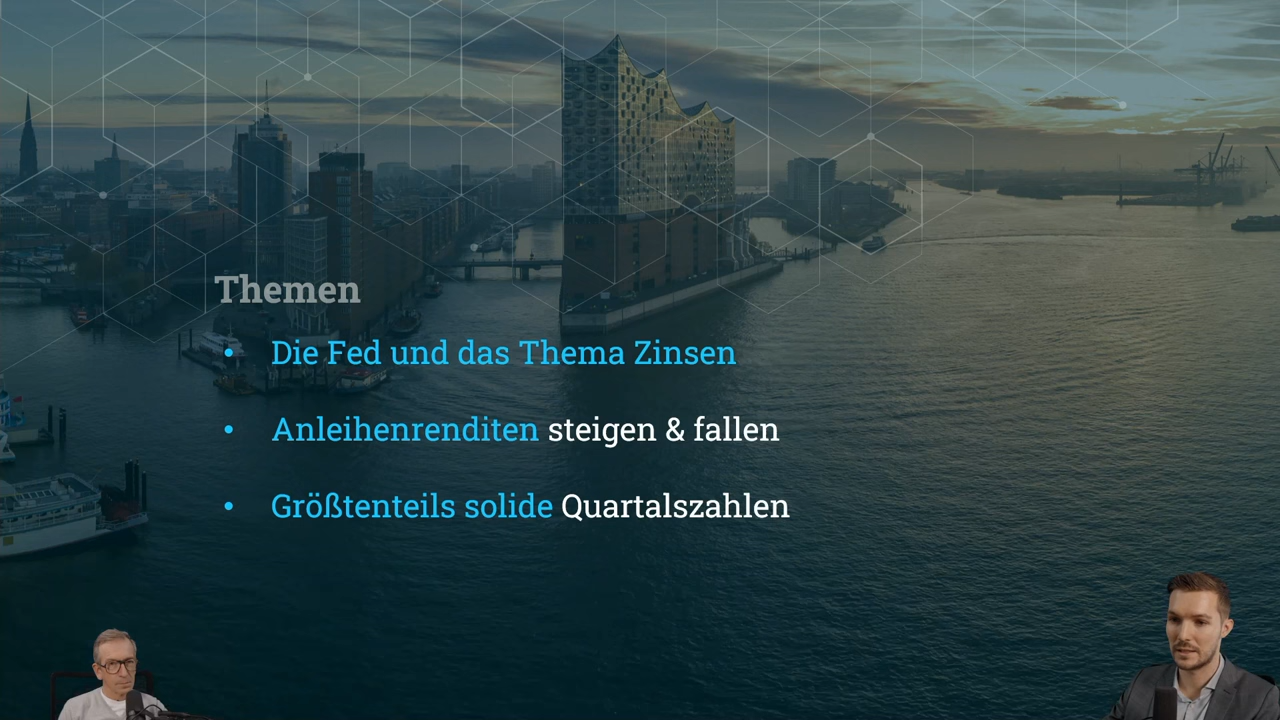 Themen
• Die Fed und das Thema Zinsen
• Anleihenrenditen steigen & fallen
• Größtenteils solide Quartalszahlen